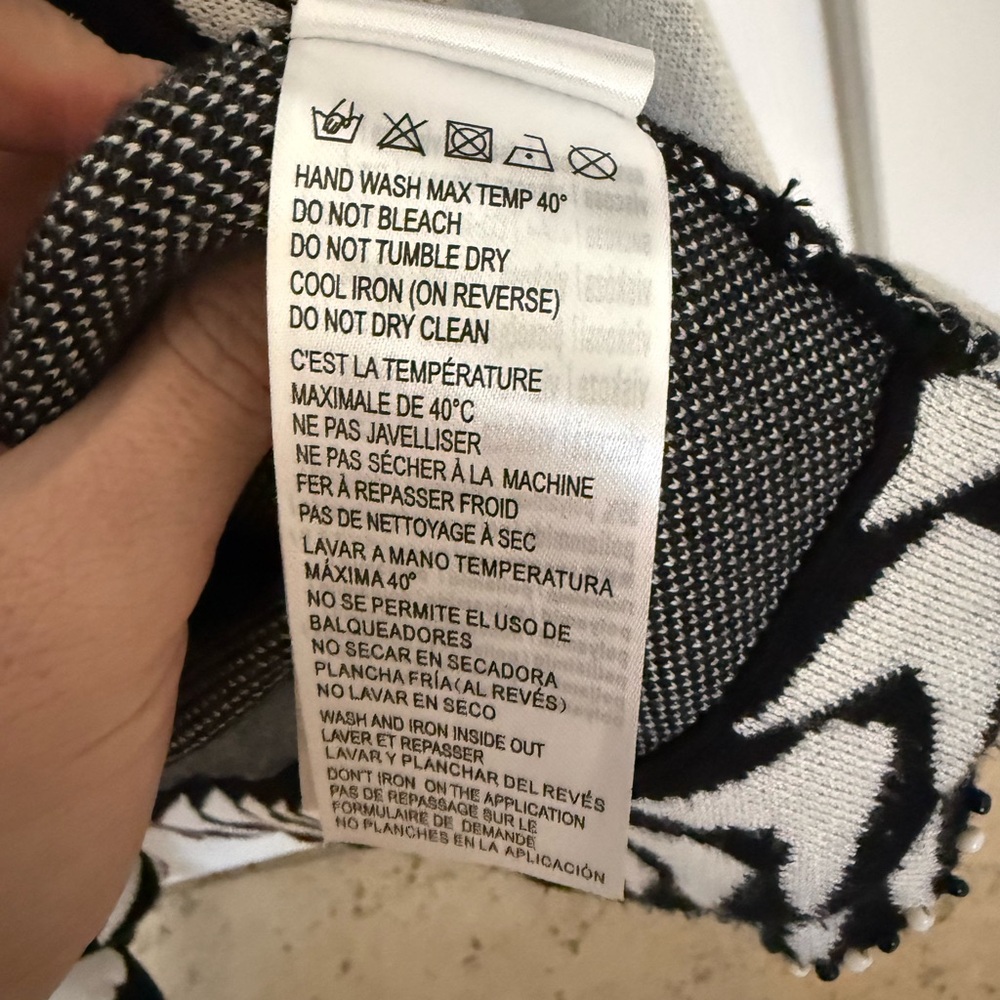 HAND WASH MAX TEMP 40°
DO NOT BLEACH
DO NOT TUMBLE DRY
COOL IRON (ON REVERSE)
DO NOT DRY CLEAN
C'EST LA TEMPÉRATURE
MAXIMALE DE 40°C
NE PAS JAVELLISER
NE PAS SÉCHER À LA MACHINE
FER À REPASSER FROID
PAS DE NETTOYAGE À SEC
LAVAR A MANO TEMPERATURA
MÁXIMA 40°
NO SE PERMITE EL USO DE
BALQUEADORES
NO SECAR EN SECADORA
PLANCHA FRÍA(AL REVÉS)
NO LAVAR EN SECO
WASH AND IRON INSIDE OUT
LAVER ET REPASSER
LAVAR Y PLANCHAR DEL REVÉS
DON'T IRON ON THE APPLICATION
PAS DE REPASSAGE SUR LE
FORMULAIRE DE DEMANDE
NO PLANCHES EN LA APLICACIÓN